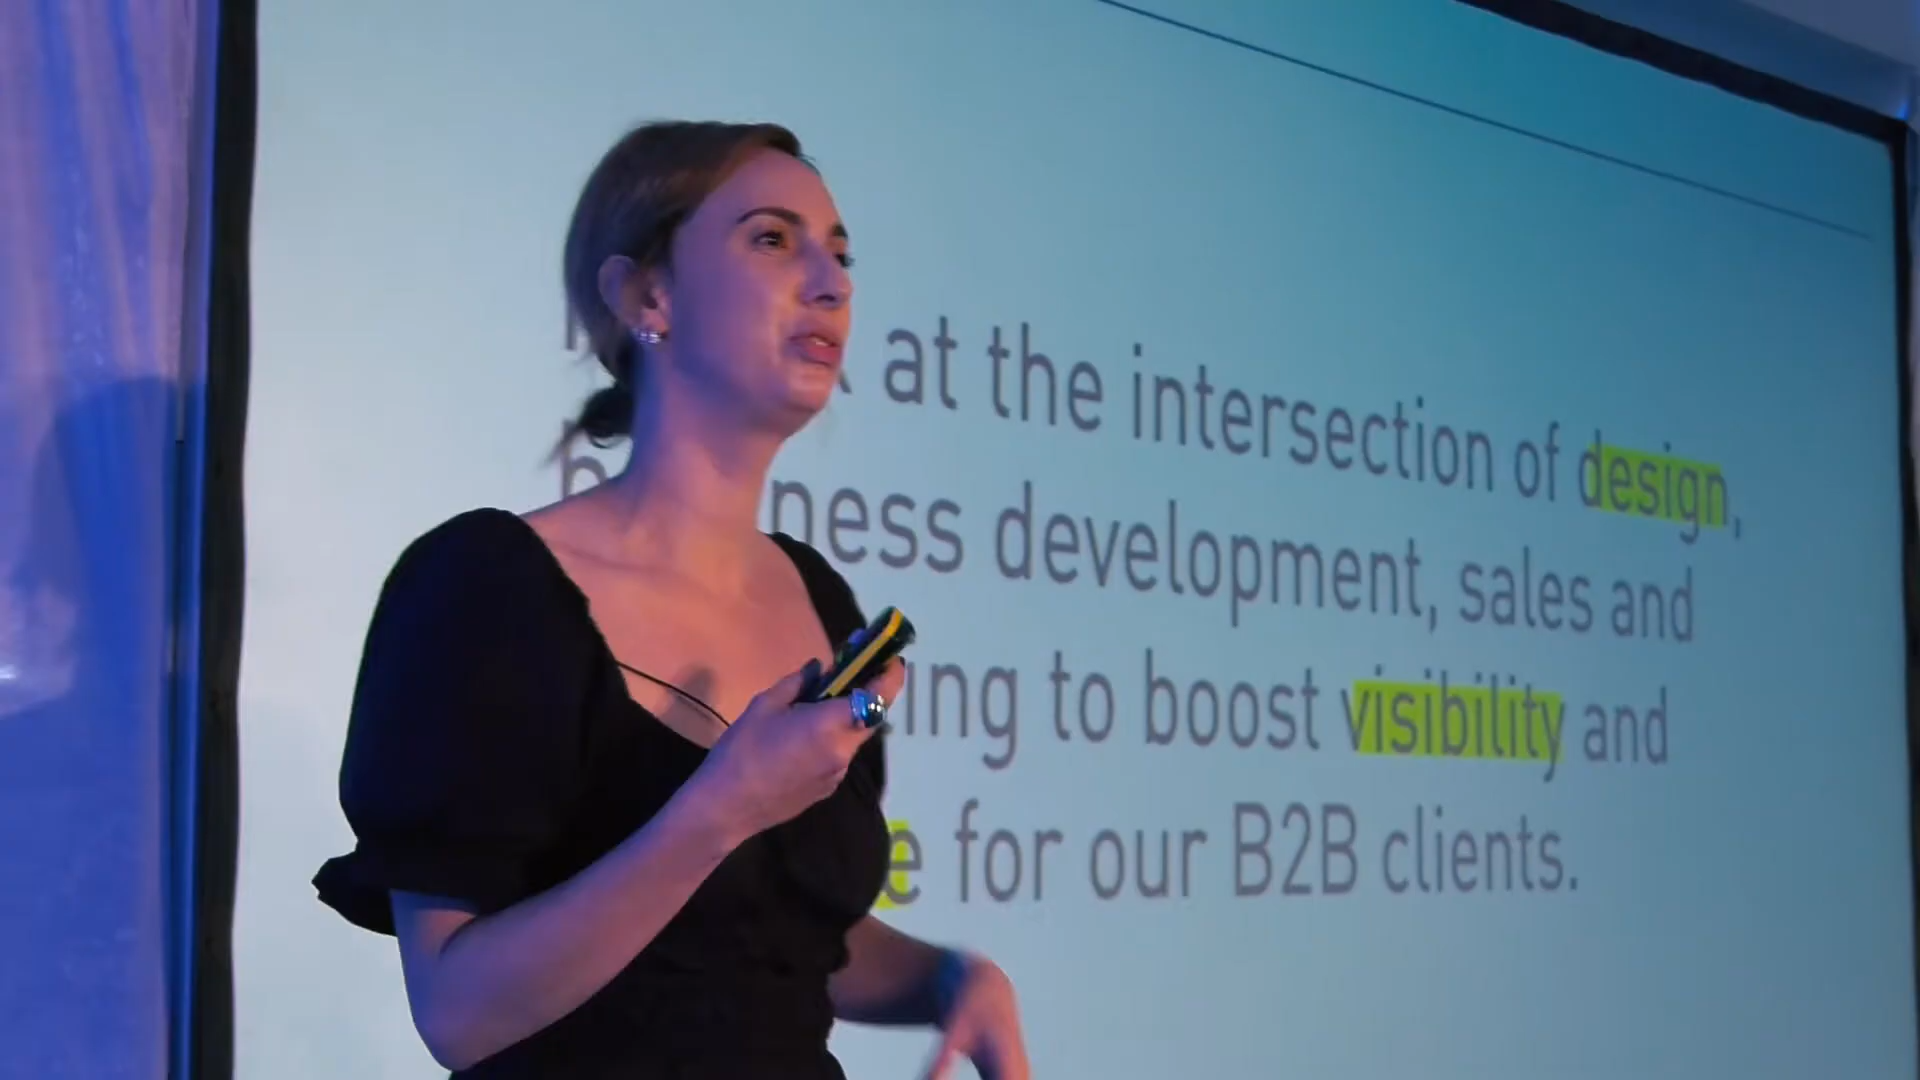 at the intersection of design,
ness development, sales and
ing to boost visibility and
e for our B2B clients.